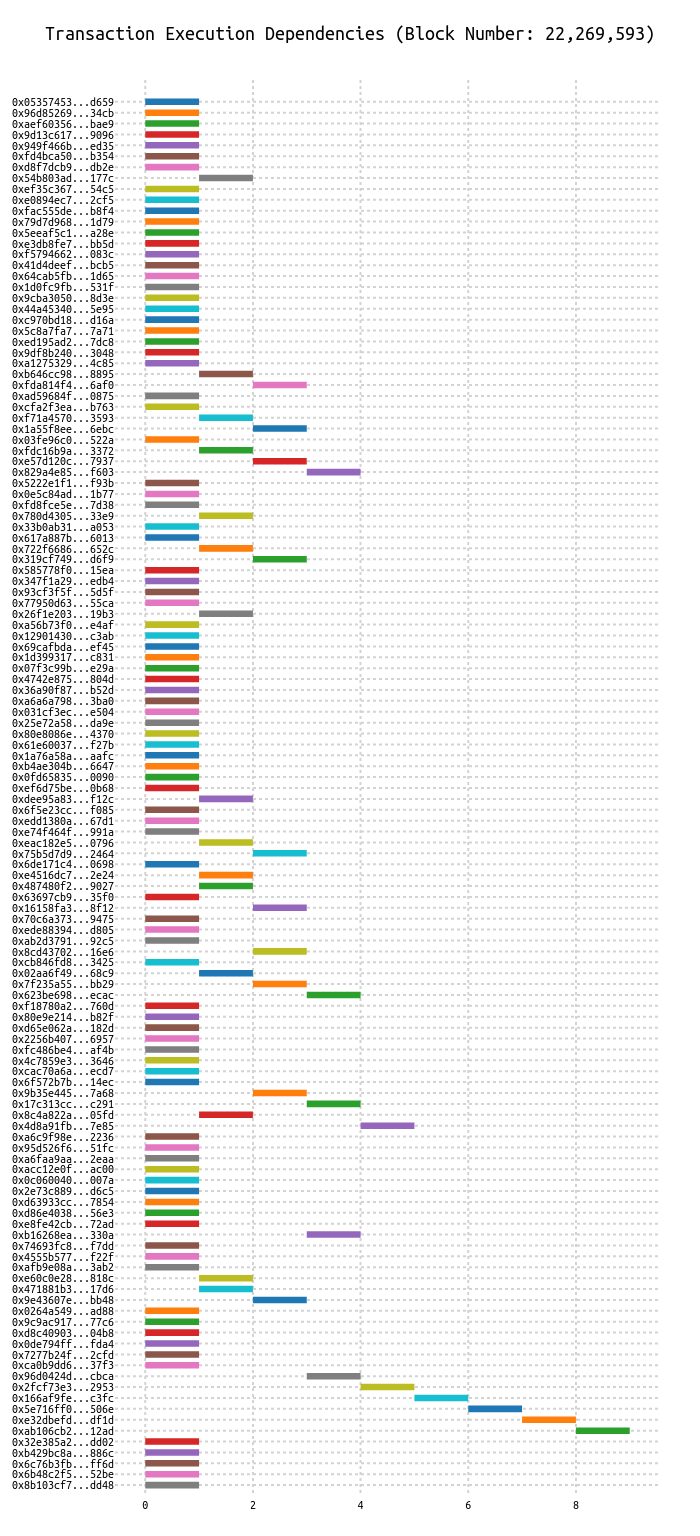 Transaction Execution Dependencies (Block Number: 22,269,593)
0x05357453...d659
0x96d85269...34cb
0xaef60356...bae9
0x9d13c617...9096
0x949f466b...ed35
0xfd4bca50...b354
0xd8f7dcb9...db2e
0x54b803ad...177c
0xef35c367...54c5
0xe0894ec7...2cf5
0xfac555de...b8f4
0x79d7d968...1d79
0x5eeaf5c1...a28e
0xe3db8fe7...bb5d
0xf5794662...083c
0x41d4deef...bcb5
0x64cab5fb...1d65
0x1d0fc9fb...531f
0x9cba3050...8d3e
0x44a45340...5e95
0xc970bd18...d16a
0x5c8a7fa7...7a71
0xed195ad2...7dc8
0x9df8b240...3048
0xa1275329...4c85
0xb646cc98...8895
0xfda814f4...6af0
0xad59684f...0875
0xcfa2f3ea...b763
0xf71a4570...3593
0x1a55f8ee...6ebc
0x03fe96c0...522a
0xfdc16b9a...3372
0xe57d120c...7937
0x829a4e85...f603
0x5222e1f1...f93b
0x0e5c84ad...1b77
0xfd8fce5e...7d38
0x780d4305...33e9
0x33b0ab31...a053
0x617a887b...6013
0x722f6686...652c
0x319cf749...d6f9
0x585778f0...15ea
0x347f1a29...edb4
0x93cf3f5f...5d5f
0x77950d63...55ca
0x26f1e203...19b3
0xa56b73f0...e4af
0x12901430...c3ab
0x69cafbda...ef45
0x1d399317...c831
0x07f3c99b...e29a
0x4742e875...804d
0x36a90f87...b52d
0xa6a6a798...3ba0
0x031cf3ec...e504
0x25e72a58...da9e
0x80e8086e...4370
0x61e60037...f27b
0x1a76a58a...aafc
0xb4ae304b...6647
0x0fd65835...0090
0xef6d75be...0b68
0xdee95a83...f12c
0x6f5e23cc...f085
0xedd1380a...67d1
0xe74f464f...991a
0xeac182e5...0796
0x75b5d7d9...2464
0x6de171c4...0698
0xe4516dc7...2e24
0x487480f2...9027
0x63697cb9...35f0
0x16158fa3...8f12
0x70c6a373...9475
0xede88394...d805
0xab2d3791...92c5
0x8cd43702...16e6
0xcb846fd8...3425
0x02aa6f49...68c9
0x7f235a55...bb29
0x623be698...ecac
0xf18780a2...760d
0x80e9e214...b82f
0xd65e062a...182d
0x2256b407...6957
0xfc486be4...af4b
0x4c7859e3...3646
0xcac70a6a...ecd7
0x6f572b7b...14ec
0x9b35e445...7a68
0x17c313cc...c291
0x8c4a822a...05fd
0x4d8a91fb...7e85
0xa6c9f98e...2236
0x95d526f6...51fc
0xa6faa9aa...2eaa
0xacc12e0f...ac00
0x0c060040...007a
0x2e73c889...d6c5
0xd63933cc...7854
0xd86e4038...56e3
0xe8fe42cb...72ad
0xb16268ea...330a
0x74693fc8...f7dd
0x4555b577...f22f
0xafb9e08a...3ab2
0xe60c0e28...818c
0x471881b3...17d6
0x9e43607e...bb48
0x0264a549...ad88
0x9c9ac917...77c6
0xd8c40903...04b8
0x0de794ff...fda4
0x7277b24f...2cfd
0xca0b9dd6...37f3
0x96d0424d...cbca
0x2fcf73e3...2953
0x166af9fe...c3fc
0x5e716ff0...506e
0xe32dbefd...df1d
0xab106cb2...12ad
0x32e385a2...dd02
0xb429bc8a...886c
0x6c76b3fb...ff6d
0x6b48c2f5...52be
0x8b103cf7...dd48
0 2 4 6 8